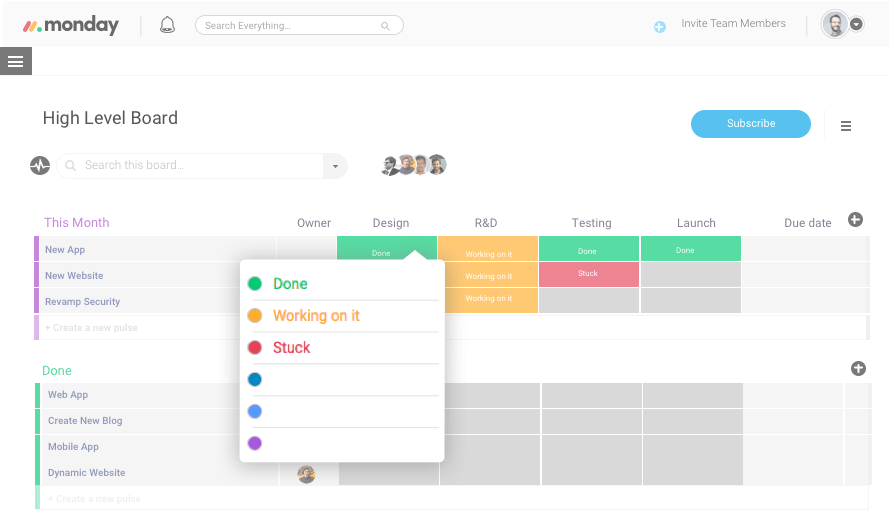 monday
Search Everything...
Invite Team Members
High Level Board
Subscribe
Search this board...
This Month Owner Design R&D Testing Launch Due date
New App Done Working on it Done Done
New Website Working on it Stuck
Revamp Security Working on it
+ Create a new pulse
Done
Working on it
Stuck
Done
Web App
Create New Blog
Mobile App
Dynamic Website
+ Create a new pulse